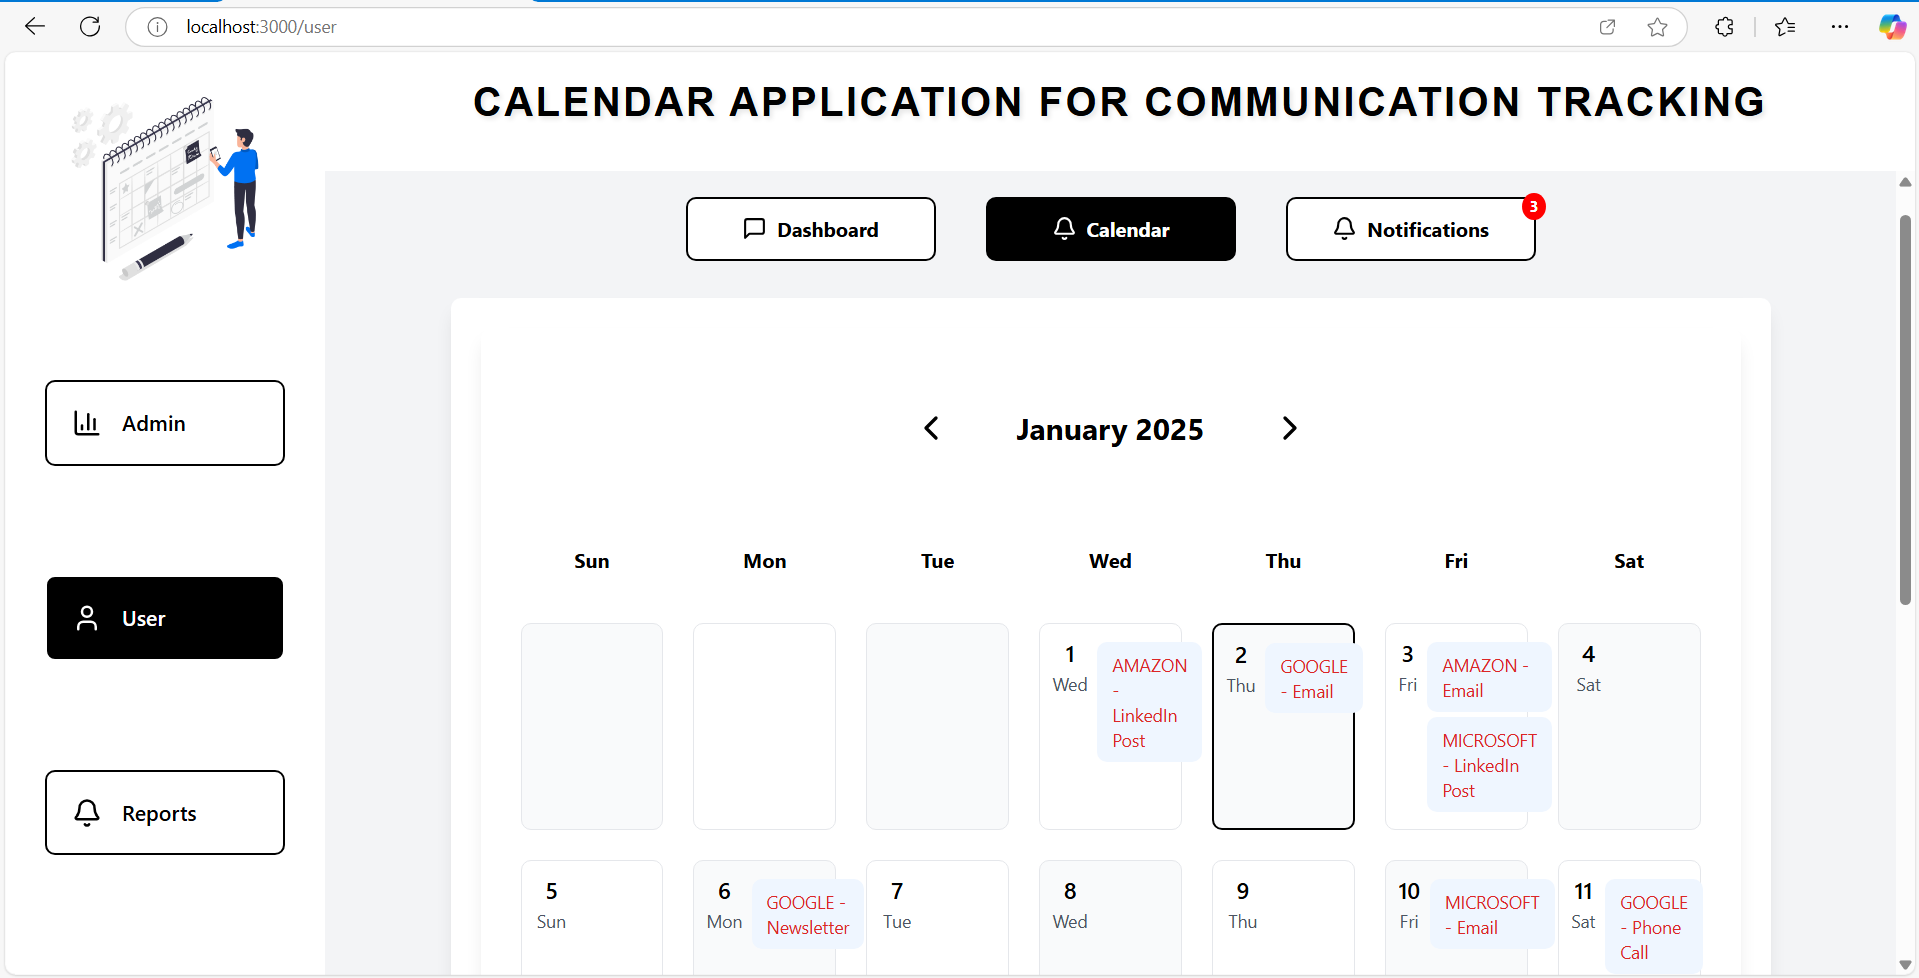 localhost:3000/user
CALENDAR APPLICATION FOR COMMUNICATION TRACKING
Dashboard
Calendar
Notifications
3
Admin
User
Reports
January 2025
Sun Mon Tue Wed Thu Fri Sat
1
Wed
AMAZON
-
LinkedIn
Post
2
Thu
GOOGLE
- Email
3
Fri
AMAZON -
Email
MICROSOFT
- LinkedIn
Post
4
Sat
5
Sun
6
Mon
GOOGLE -
Newsletter
7
Tue
8
Wed
9
Thu
10
Fri
MICROSOFT
- Email
11
Sat
GOOGLE
- Phone
Call